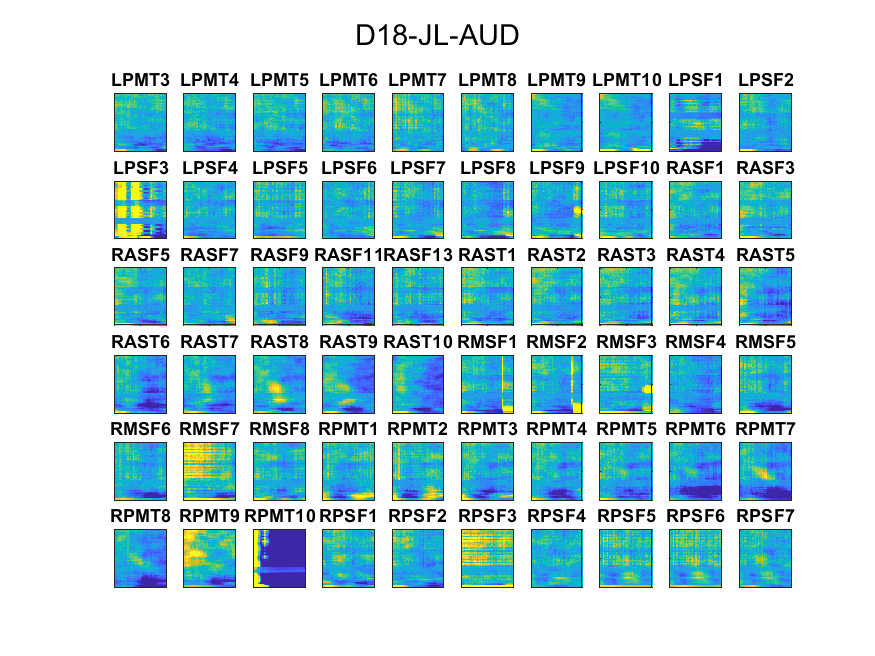 D18-JL-AUD
LPMT3 LPMT4 LPMT5 LPMT6 LPMT7 LPMT8 LPMT9 LPMT10 LPSF1 LPSF2
LPSF3 LPSF4 LPSF5 LPSF6 LPSF7 LPSF8 LPSF9 LPSF10 RASF1 RASF3
RASF5 RASF7 RASF9 RASF11 RASF13 RAST1 RAST2 RAST3 RAST4 RAST5
RAST6 RAST7 RAST8 RAST9 RAST10 RMSF1 RMSF2 RMSF3 RMSF4 RMSF5
RMSF6 RMSF7 RMSF8 RPMT1 RPMT2 RPMT3 RPMT4 RPMT5 RPMT6 RPMT7
RPMT8 RPMT9 RPMT10 RPSF1 RPSF2 RPSF3 RPSF4 RPSF5 RPSF6 RPSF7